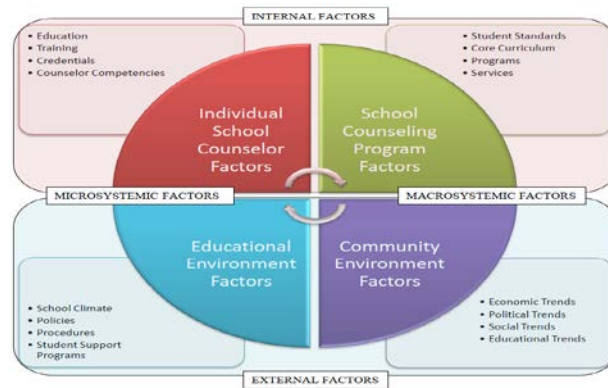 INTERNAL FACTORS
• Education
• Training
• Credentials
• Counselor Competencies
• Student Standards
• Core Curriculum
• Programs
• Services
Individual
School
Counselor
Factors
School
Counseling
Program
Factors
MICROSYSTEMIC FACTORS
MACROSYSTEMIC FACTORS
Educational
Environment
Factors
Community
Environment
Factors
• School Climate
• Policies
• Procedures
• Student Support
Programs
• Economic Trends
• Political Trends
• Social Trends
• Educational Trends
EXTERNAL FACTORS